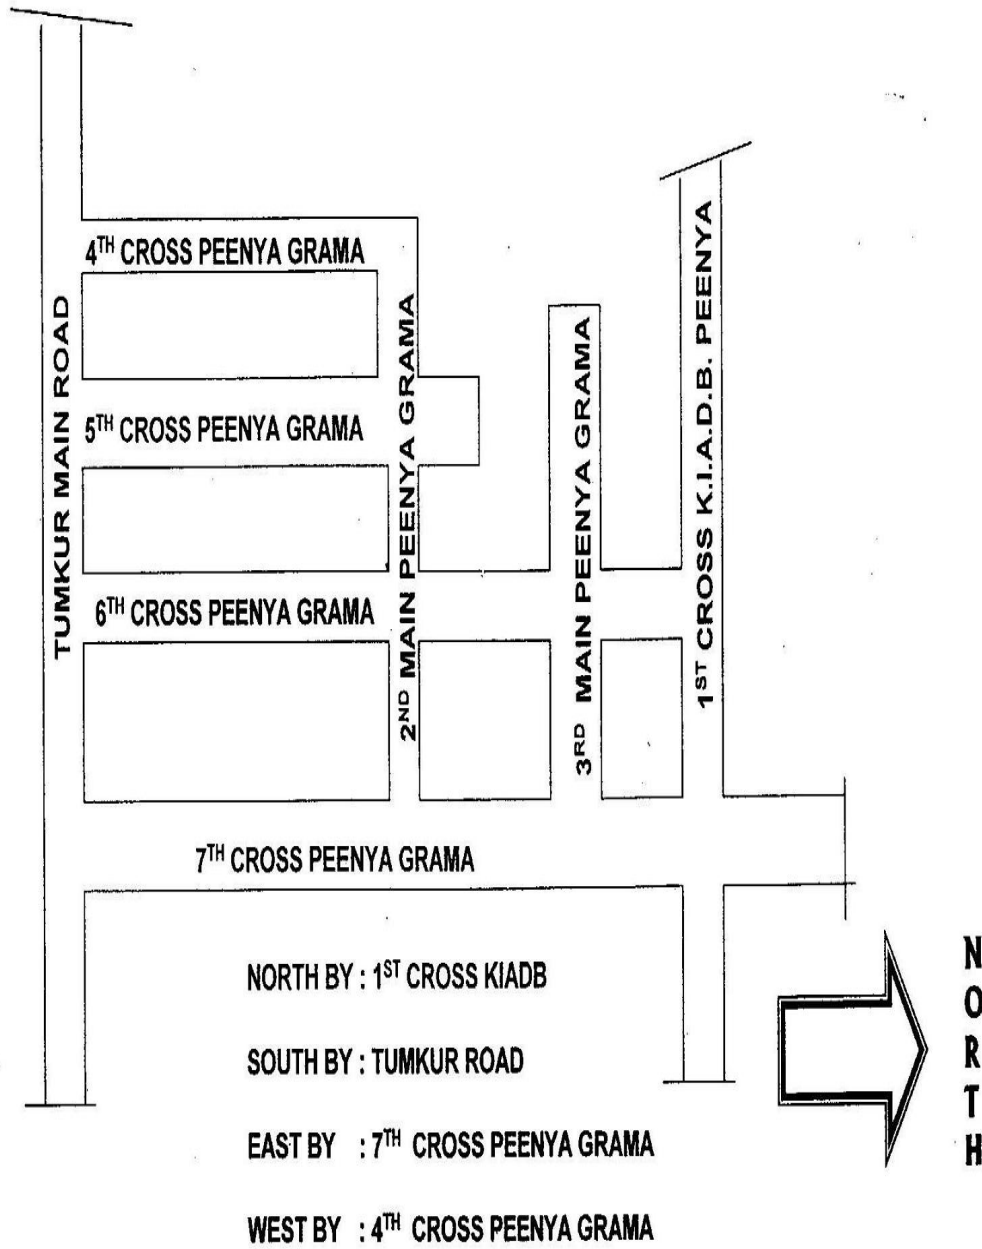 4TH CROSS PEENYA GRAMA
TUMKUR MAIN ROAD
5TH CROSS PEENYA GRAMA
2ND MAIN PEENYA GRAMA
3RD MAIN PEENYA GRAMA
1ST CROSS K.I.A.D.B. PEENYA
6TH CROSS PEENYA GRAMA
7TH CROSS PEENYA GRAMA
NORTH BY : 1ST CROSS KIADB
SOUTH BY : TUMKUR ROAD
EAST BY : 7TH CROSS PEENYA GRAMA
WEST BY : 4TH CROSS PEENYA GRAMA
NORTH